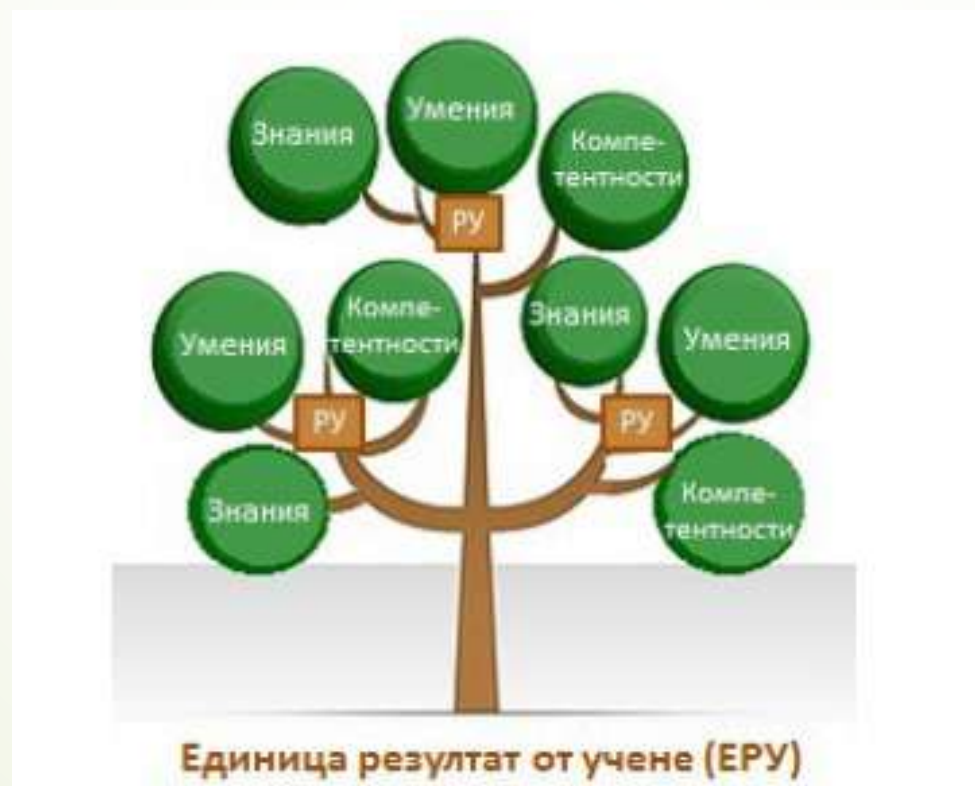 Знания
Умения
Компе-
тентности
РУ
Умения
Компе-
тентности
Знания
Умения
РУ
РУ
Знания
Компе-
тентности
Единица резултат от учене (ЕРУ)